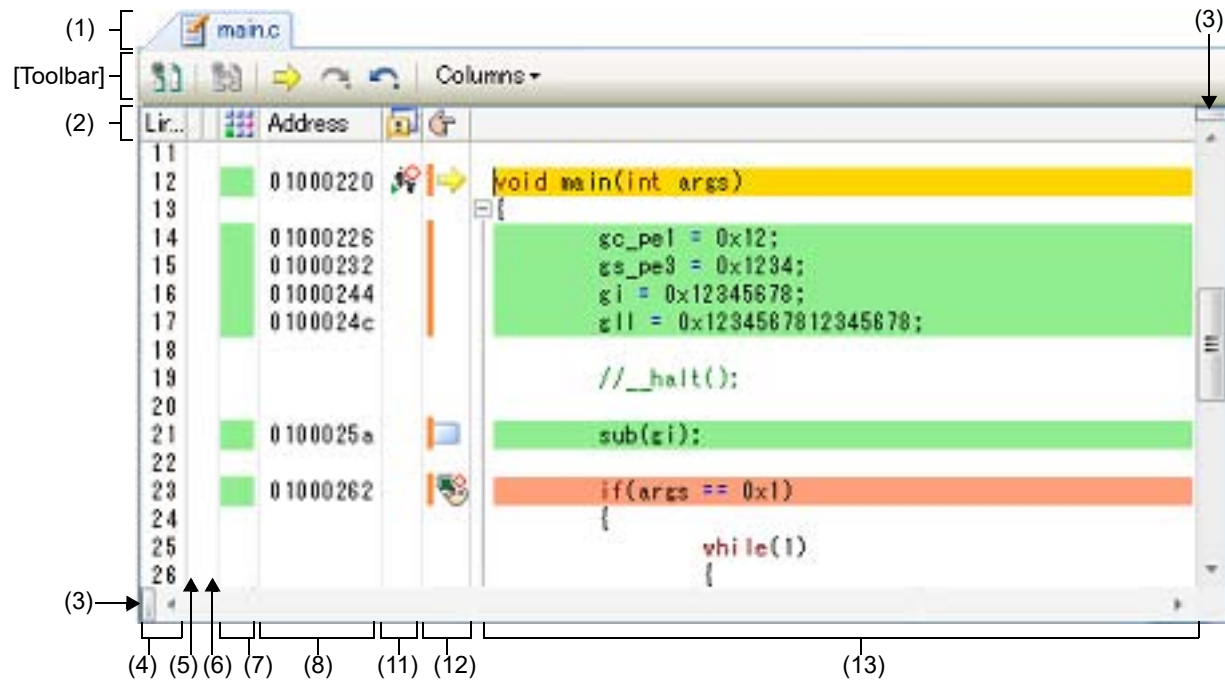 (1)
main.c
(3)
[Toolbar]
Columns
(2)
Lir... Address
11
12 01000220 void main(int args)
13 {
14 01000226 gc_pe1 = 0x12;
15 01000232 gs_pe3 = 0x1234;
16 01000244 gi = 0x12345678;
17 0100024c gll = 0x1234567812345678;
18
19 //__halt();
20
21 0100025a sub(gi);
22
23 01000262 if(args == 0x1)
24 {
25 while(1)
26 {
(3)
(4) (5) (6) (7) (8) (11) (12) (13)